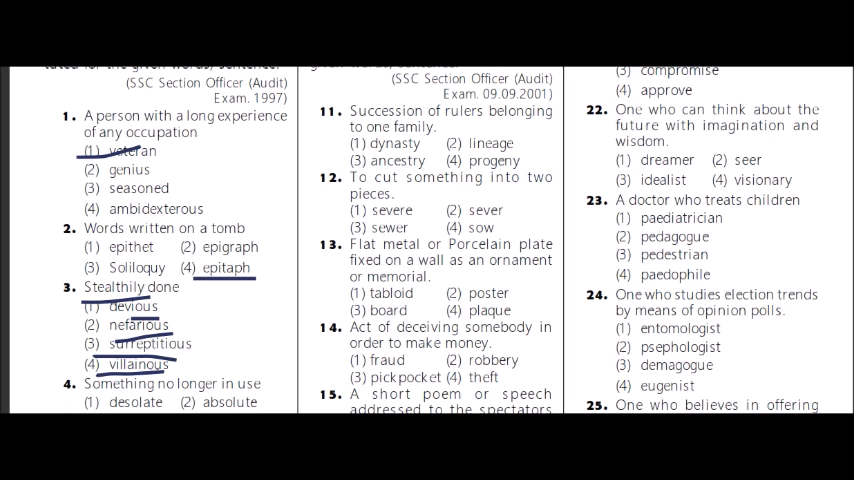 (SSC Section Officer (Audit)
Exam. 1997)
1. A person with a long experience
of any occupation
(1) veteran
(2) genius
(3) seasoned
(4) ambidexterous
2. Words written on a tomb
(1) epithet (2) epigraph
(3) Soliloquy (4) epitaph
3. Stealthily done
(1) devious
(2) nefarious
(3) surreptitious
(4) villainous
4. Something no longer in use
(1) desolate (2) absolute
(SSC Section Officer (Audit)
Exam. 09.09.2001)
11. Succession of rulers belonging
to one family.
(1) dynasty (2) lineage
(3) ancestry (4) progeny
12. To cut something into two
pieces.
(1) severe (2) sever
(3) sewer (4) sow
13. Flat metal or Porcelain plate
fixed on a wall as an ornament
or memorial.
(1) tabloid (2) poster
(3) board (4) plaque
14. Act of deceiving somebody in
order to make money.
(1) fraud (2) robbery
(3) pickpocket (4) theft
15. A short poem or speech
addressed to the spectators
(3) compromise
(4) approve
22. One who can think about the
future with imagination and
wisdom.
(1) dreamer (2) seer
(3) idealist (4) visionary
23. A doctor who treats children
(1) paediatrician
(2) pedagogue
(3) pedestrian
(4) paedophile
24. One who studies election trends
by means of opinion polls.
(1) entomologist
(2) psephologist
(3) demagogue
(4) eugenist
25. One who believes in offering